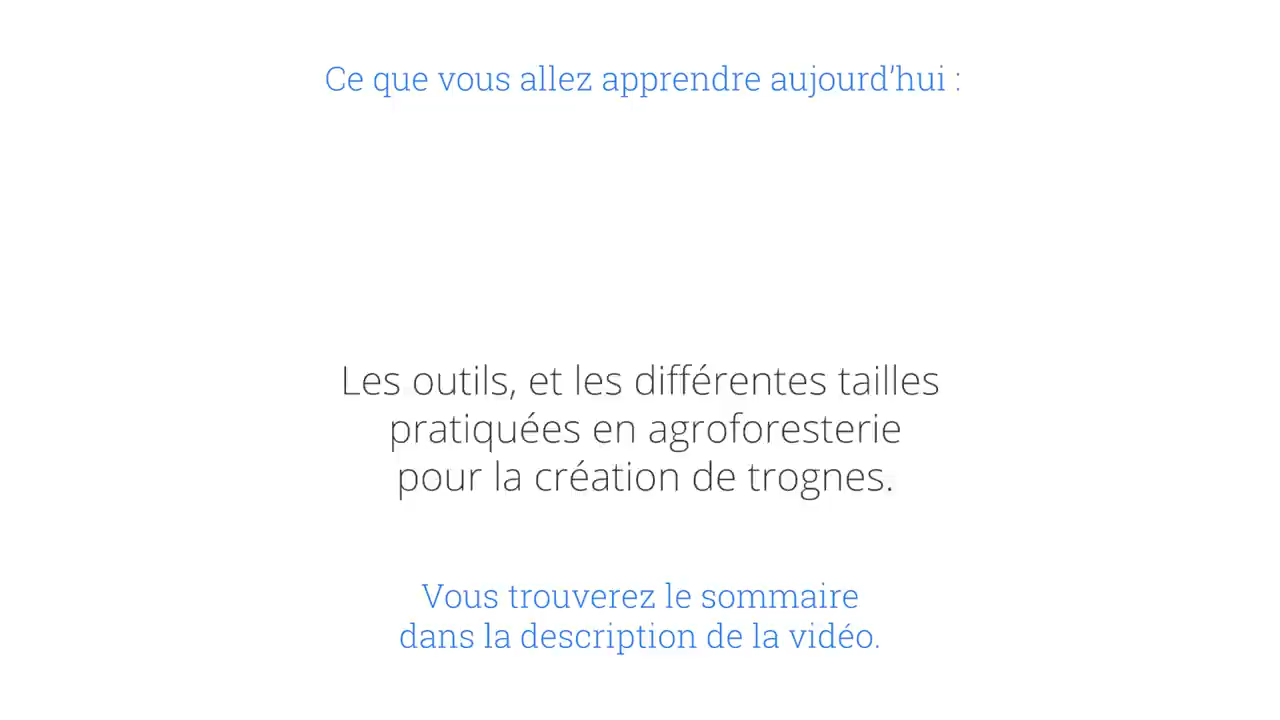 Ce que vous allez apprendre aujourd’hui :
Les outils, et les différentes tailles
pratiquées en agroforesterie
pour la création de trognes.
Vous trouverez le sommaire
dans la description de la vidéo.